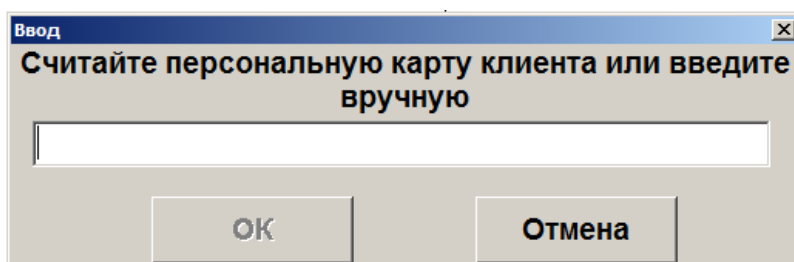 Ввод
Считайте персональную карту клиента или введите
вручную
ОК
Отмена